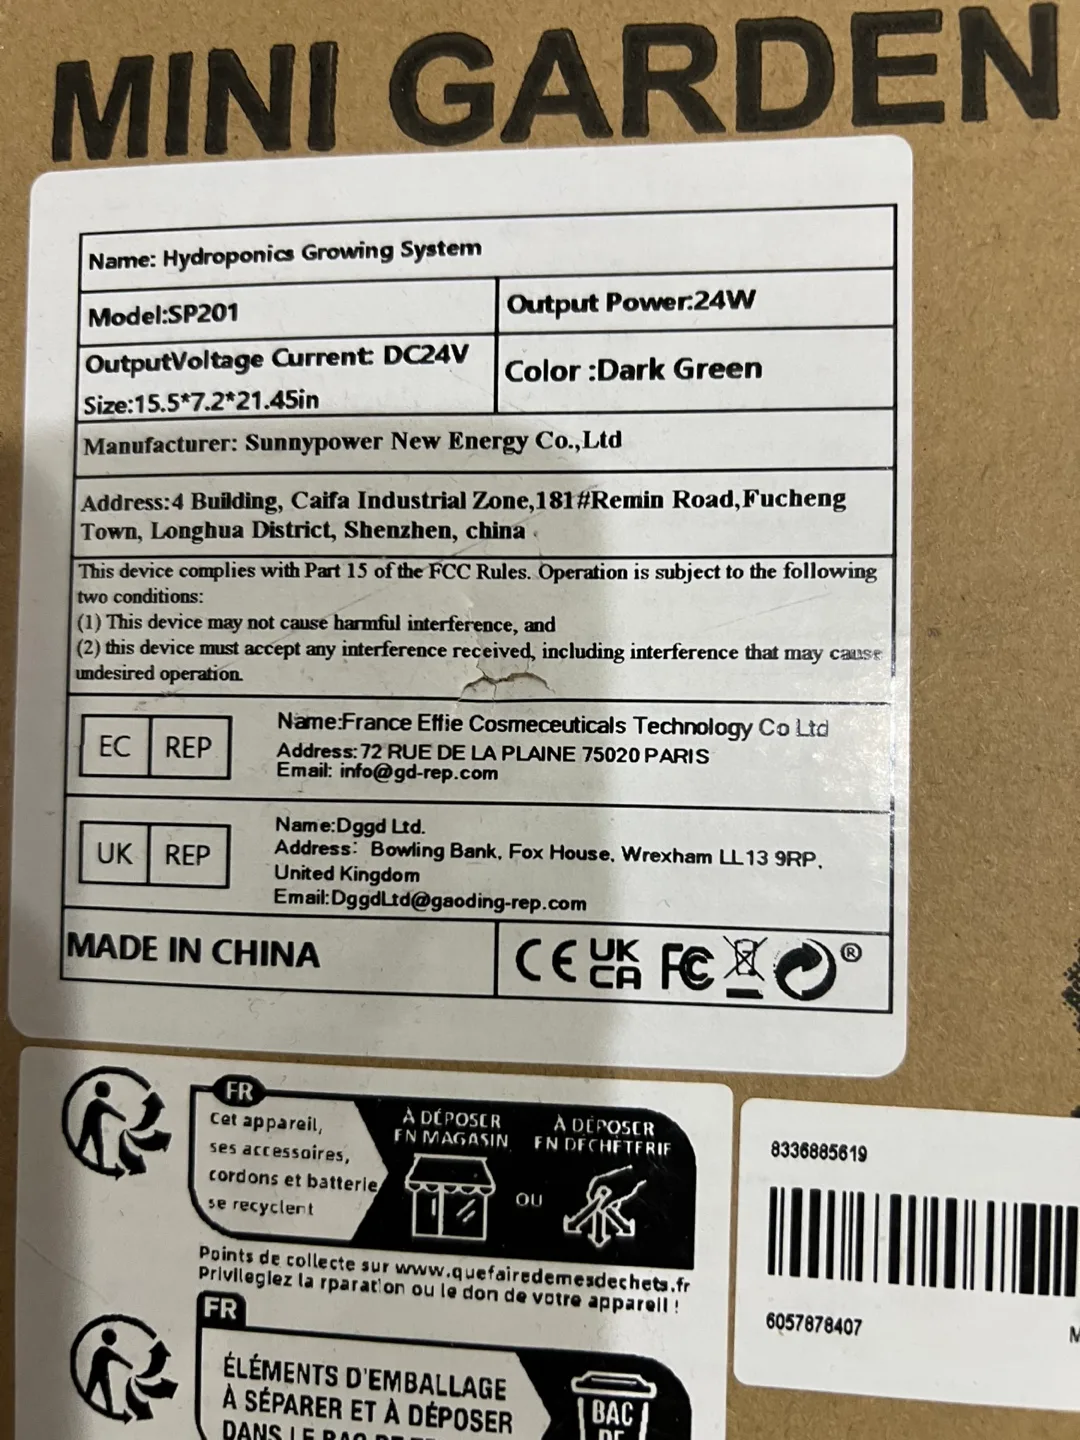 MINI GARDEN
Name: Hydroponics Growing System
Model:SP201
Output Power:24W
OutputVoltage Current: DC24V
Size:15.5*7.2*21.45in
Color :Dark Green
Manufacturer: Sunnypower New Energy Co.,Ltd
Address:4 Building, Caifa Industrial Zone,181#Remin Road,Fucheng
Town, Longhua District, Shenzhen, china
This device complies with Part 15 of the FCC Rules. Operation is subject to the following
two conditions:
(1) This device may not cause harmful interference, and
(2) this device must accept any interference received, including interference that may cause
undesired operation.
EC REP
Name:France Effie Cosmeceuticals Technology Co Ltd
Address:72 RUE DE LA PLAINE 75020 PARIS
Email: info@gd-rep.com
UK REP
Name:Dggd Ltd.
Address: Bowling Bank, Fox House, Wrexham LL13 9RP,
United Kingdom
Email:DggdLtd@gaoding-rep.com
MADE IN CHINA
CE UK CA FC ®
FR
Cet appareil,
ses accessoires,
cordons et batterie
se recyclent
À DÉPOSER
EN MAGASIN
OU
À DÉPOSER
EN DÉCHÈTERIE
Points de collecte sur www.quefairedemesdechets.fr
Privilegiez la rparation ou le don de votre appareil !
FR
ÉLÉMENTS D'EMBALLAGE
À SÉPARER ET À DÉPOSER
DANS LE BAC DE
BAC
DE
8336885619
6057878407
M